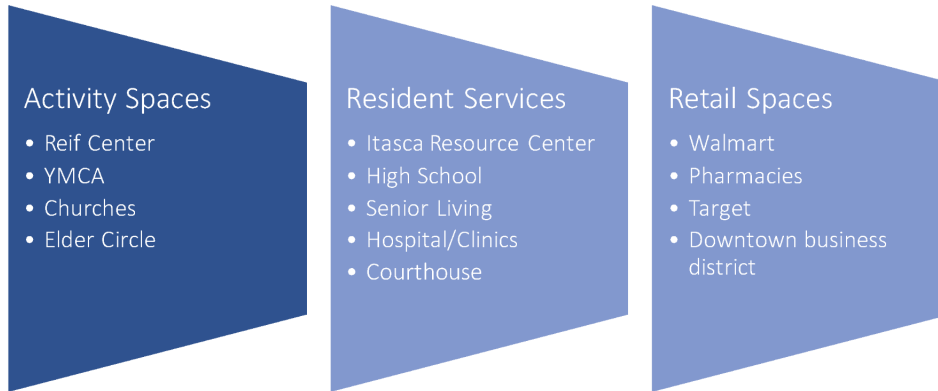 Activity Spaces
• Reif Center
• YMCA
• Churches
• Elder Circle
Resident Services
• Itasca Resource Center
• High School
• Senior Living
• Hospital/Clinics
• Courthouse
Retail Spaces
• Walmart
• Pharmacies
• Target
• Downtown business
district